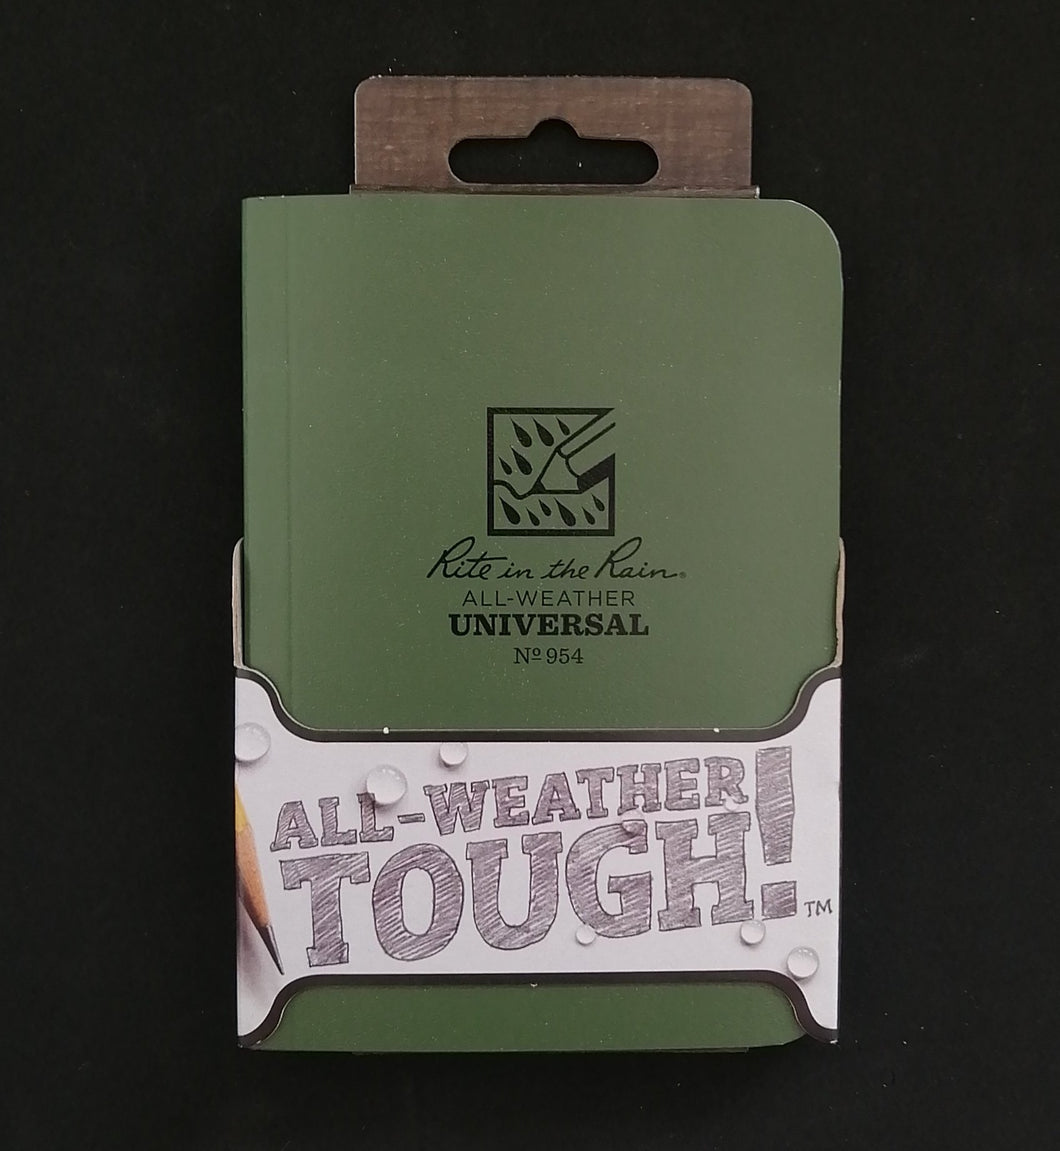 Rite in the Rain®
ALL-WEATHER
UNIVERSAL
Nº 954
ALL-WEATHER
TOUGH!™